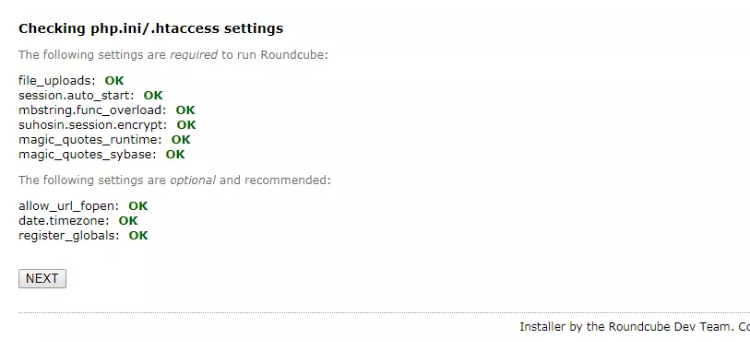 Checking php.ini/.htaccess settings
The following settings are required to run Roundcube:
file_uploads: OK
session.auto_start: OK
mbstring.func_overload: OK
suhosin.session.encrypt: OK
magic_quotes_runtime: OK
magic_quotes_sybase: OK
The following settings are optional and recommended:
allow_url_fopen: OK
date.timezone: OK
register_globals: OK
NEXT
Installer by the Roundcube Dev Team. Co